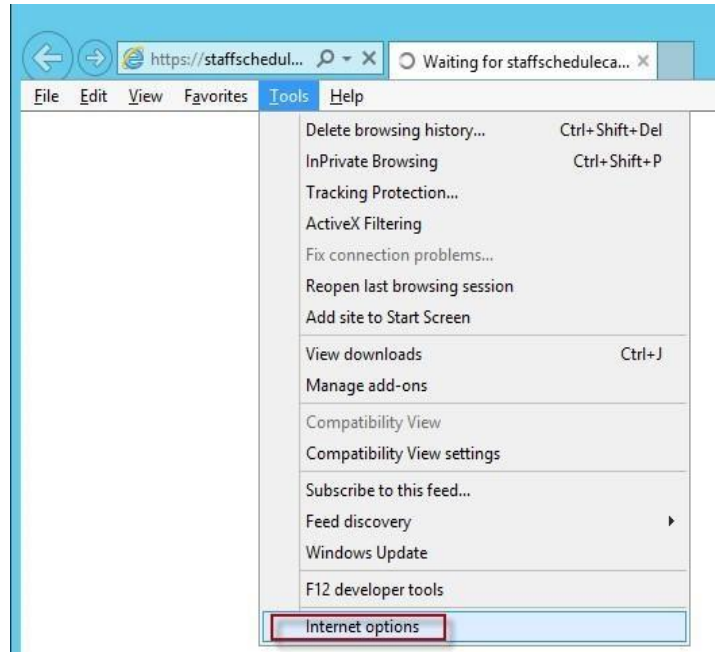 https://staffschedul...
Waiting for staffscheduleca...
File Edit View Favorites Tools Help
Delete browsing history... Ctrl+Shift+Del
InPrivate Browsing Ctrl+Shift+P
Tracking Protection...
ActiveX Filtering
Fix connection problems...
Reopen last browsing session
Add site to Start Screen
View downloads Ctrl+J
Manage add-ons
Compatibility View
Compatibility View settings
Subscribe to this feed...
Feed discovery
Windows Update
F12 developer tools
Internet options